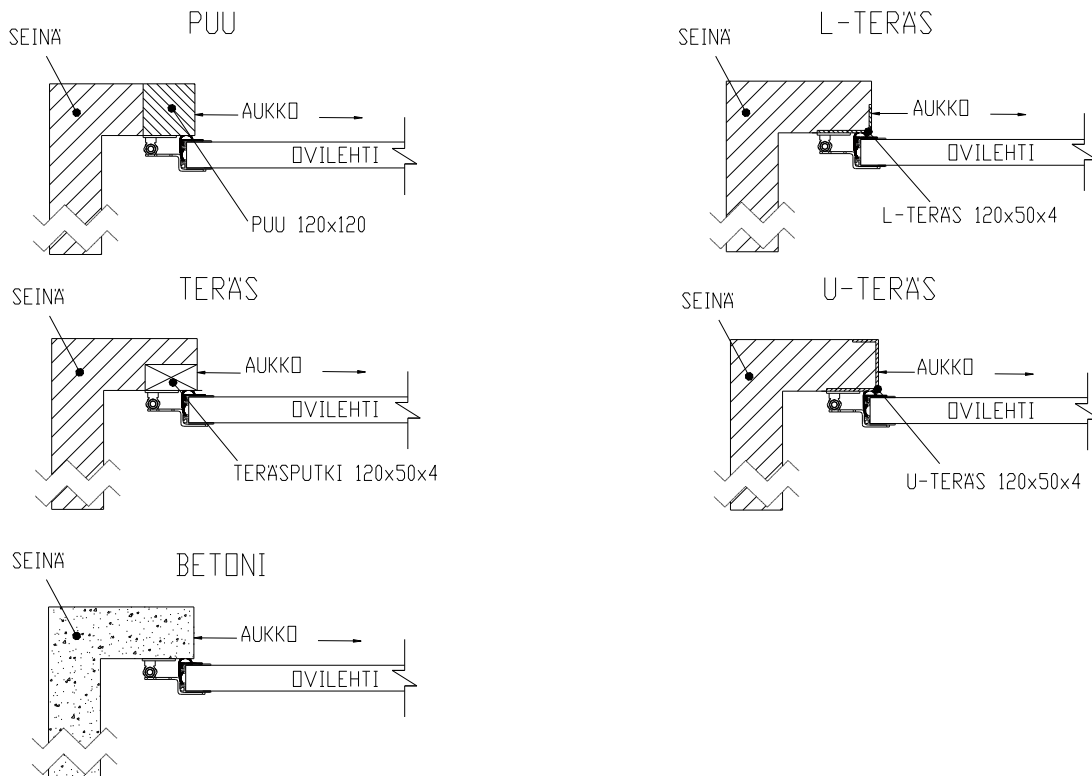 PUU
SEINÄ
AUKKO
OVILEHTI
PUU 120x120
L-TERÄS
SEINÄ
AUKKO
OVILEHTI
L-TERÄS 120x50x4
TERÄS
SEINÄ
AUKKO
OVILEHTI
TERÄSPUTKI 120x50x4
U-TERÄS
SEINÄ
AUKKO
OVILEHTI
U-TERÄS 120x50x4
BETONI
SEINÄ
AUKKO
OVILEHTI